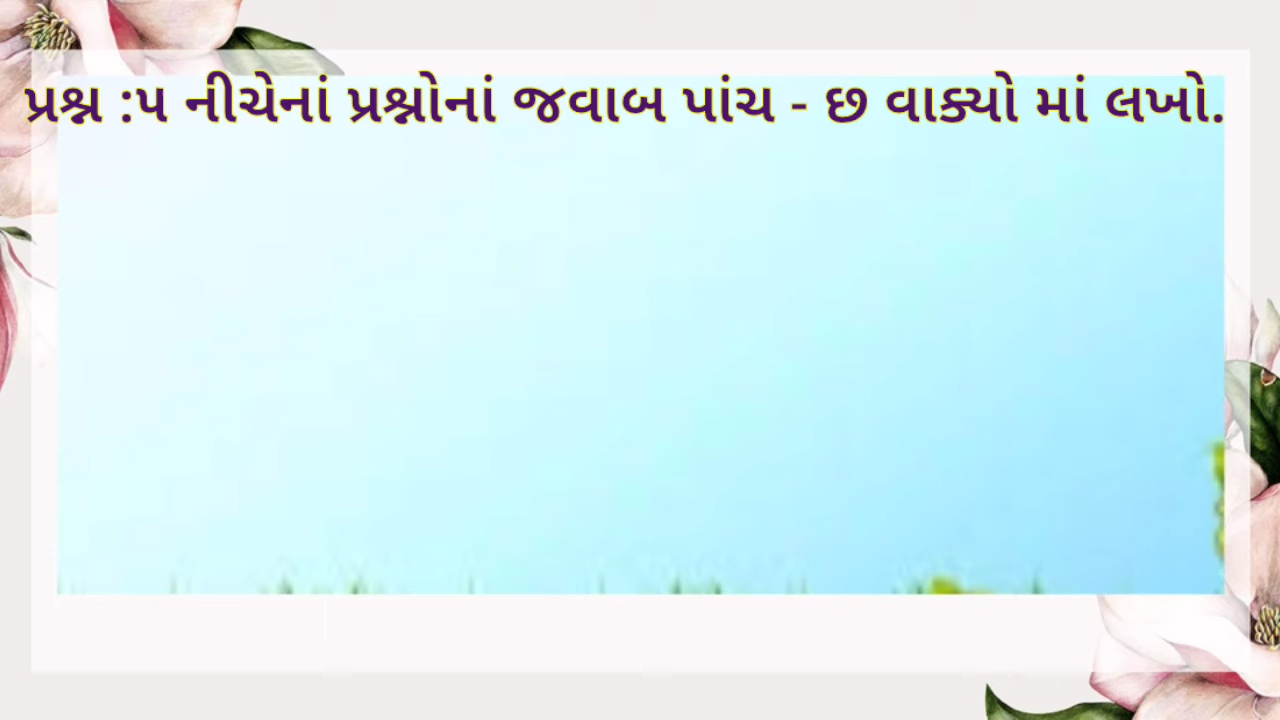 પ્રશ્ન :૫ નીચેનાં પ્રશ્નોનાં જવાબ પાંચ - છ વાક્યો માં લખો.